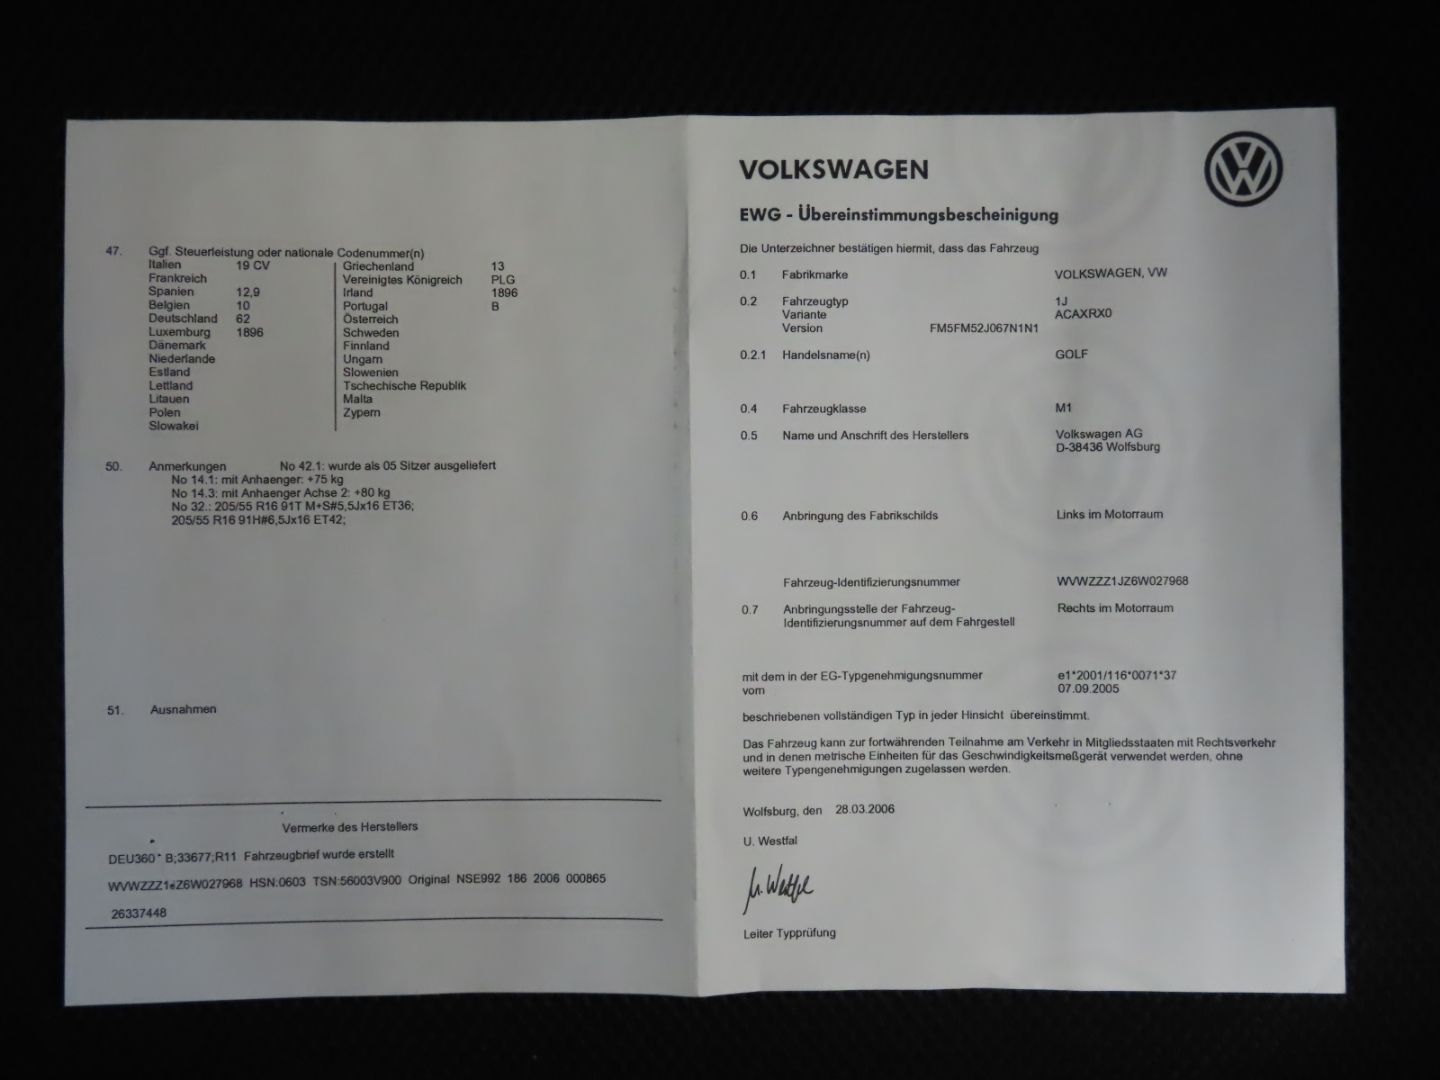 47. Ggf. Steuerleistung oder nationale Codenummer(n)
Italien 19 CV
Frankreich
Spanien 12,9
Belgien 10
Deutschland 62
Luxemburg 1896
Dänemark
Niederlande
Estland
Lettland
Litauen
Polen
Slowakei
Griechenland 13
Vereinigtes Königreich PLG
Irland 1896
Portugal B
Österreich
Schweden
Finnland
Ungarn
Slowenien
Tschechische Republik
Malta
Zypern
50. Anmerkungen No 42.1: wurde als 05 Sitzer ausgeliefert
No 14.1: mit Anhaenger: +75 kg
No 14.3: mit Anhaenger Achse 2: +80 kg
No 32.: 205/55 R16 91T M+S#5,5Jx16 ET36;
205/55 R16 91H#6,5Jx16 ET42;
51. Ausnahmen
Vermerke des Herstellers
DEU360* B;33677;R11 Fahrzeugbrief wurde erstellt
HSN:0603 TSN:56003V900 Original NSE992 186 2006 000865
26337448
VOLKSWAGEN
EWG - Übereinstimmungsbescheinigung
Die Unterzeichner bestätigen hiermit, dass das Fahrzeug
0.1 Fabrikmarke VOLKSWAGEN, VW
0.2 Fahrzeugtyp 1J
Variante ACAXRX0
Version FM5FM52J067N1N1
0.2.1 Handelsname(n) GOLF
0.4 Fahrzeugklasse M1
0.5 Name und Anschrift des Herstellers Volkswagen AG
D-38436 Wolfsburg
0.6 Anbringung des Fabrikschilds Links im Motorraum
Fahrzeug-Identifizierungsnummer WVWZZZ1JZ6W027968
0.7 Anbringungsstelle der Fahrzeug- Rechts im Motorraum
Identifizierungsnummer auf dem Fahrgestell
mit dem in der EG-Typgenehmigungsnummer e1*2001/116*0071*37
vom 07.09.2005
beschriebenen vollständigen Typ in jeder Hinsicht übereinstimmt.
Das Fahrzeug kann zur fortwährenden Teilnahme am Verkehr in Mitgliedsstaaten mit Rechtsverkehr
und in denen metrische Einheiten für das Geschwindigkeitsmeßgerät verwendet werden, ohne
weitere Typengenehmigungen zugelassen werden.
Wolfsburg, den 28.03.2006
U. Westfal
U. Westfal
Leiter Typprüfung